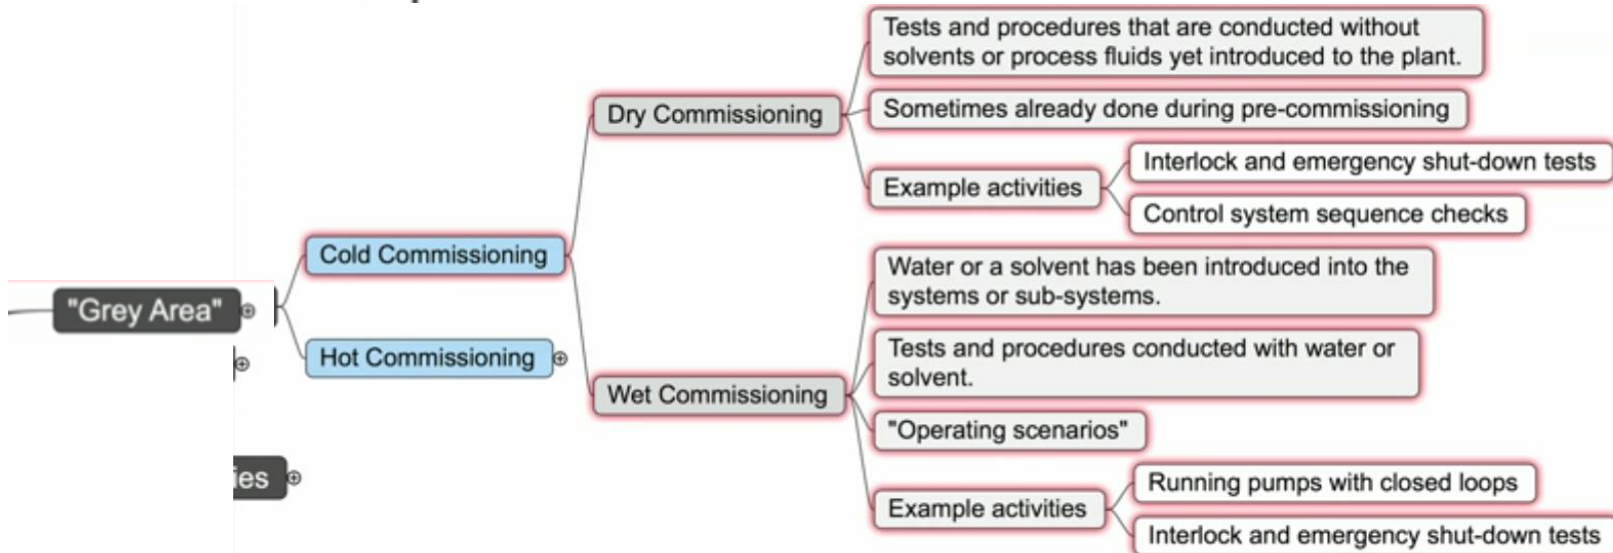 Tests and procedures that are conducted without
solvents or process fluids yet introduced to the plant.
Dry Commissioning
Sometimes already done during pre-commissioning
Interlock and emergency shut-down tests
Example activities
Control system sequence checks
Cold Commissioning
Water or a solvent has been introduced into the
systems or sub-systems.
"Grey Area"
Hot Commissioning
Tests and procedures conducted with water or
solvent.
Wet Commissioning
"Operating scenarios"
ies
Running pumps with closed loops
Example activities
Interlock and emergency shut-down tests